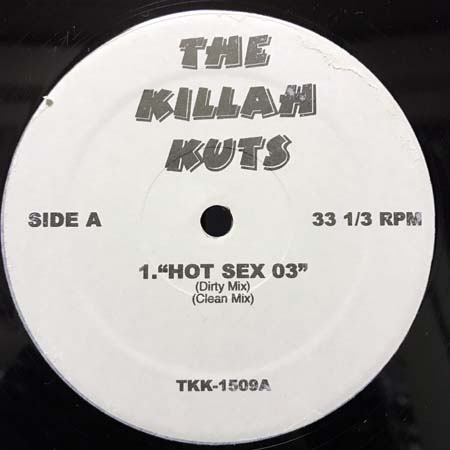 THE
KILLAH
KUTS
SIDE A
33 1/3 RPM
1."HOT SEX 03"
(Dirty Mix)
(Clean Mix)
TKK-1509A